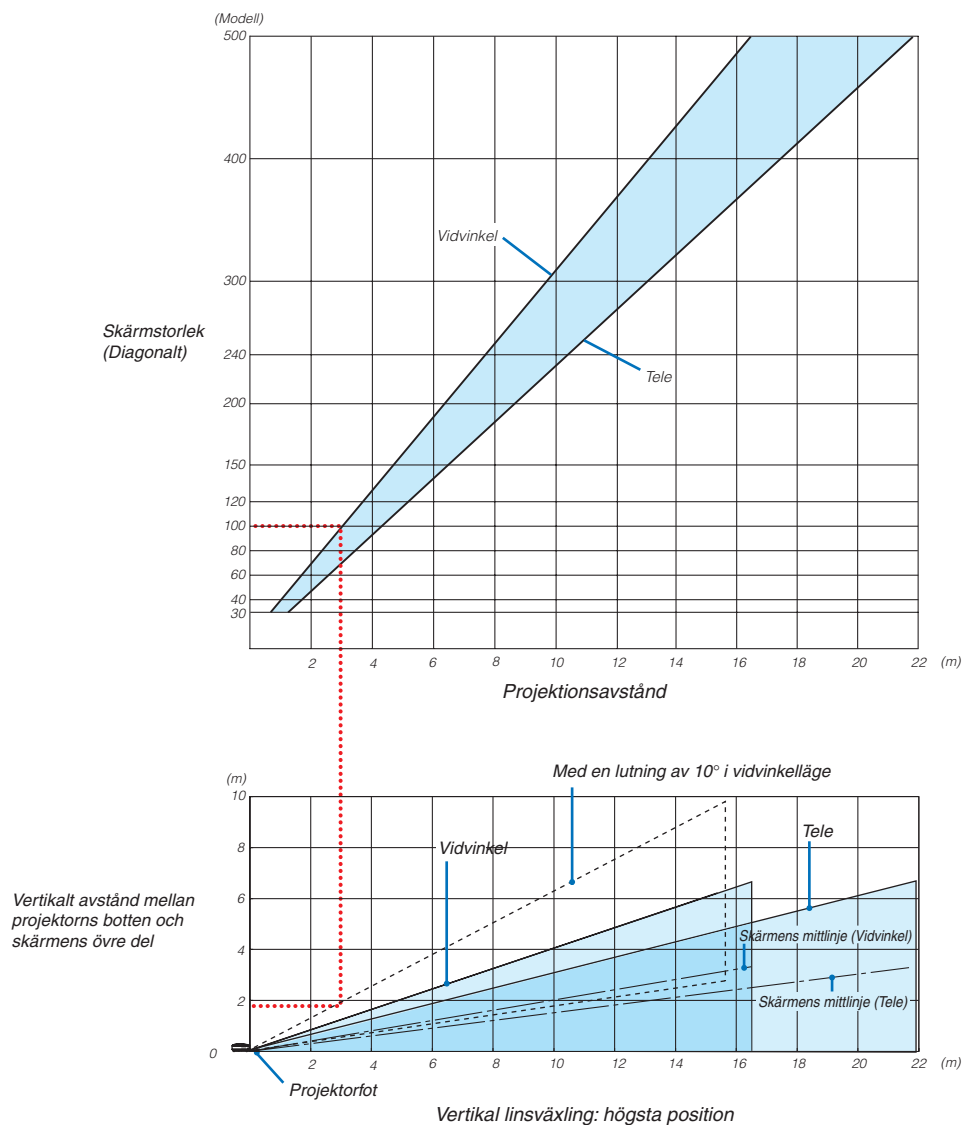 (Modell)
500
400
Vidvinkel
300
Skärmstorlek
(Diagonalt)
240
Tele
200
150
120
100
80
60
40
30
2 4 6 8 10 12 14 16 18 20 22 (m)
Projektionsavstånd
Med en lutning av 10° i vidvinkelläge
(m)
10
Tele
Vidvinkel
8
Vertikalt avstånd mellan
projektorns botten och
skärmens övre del
6
Skärmens mittlinje (Vidvinkel)
4
Skärmens mittlinje (Tele)
2
0
2 4 6 8 10 12 14 16 18 20 22 (m)
Projektorfot
Vertikal linsväxling: högsta position